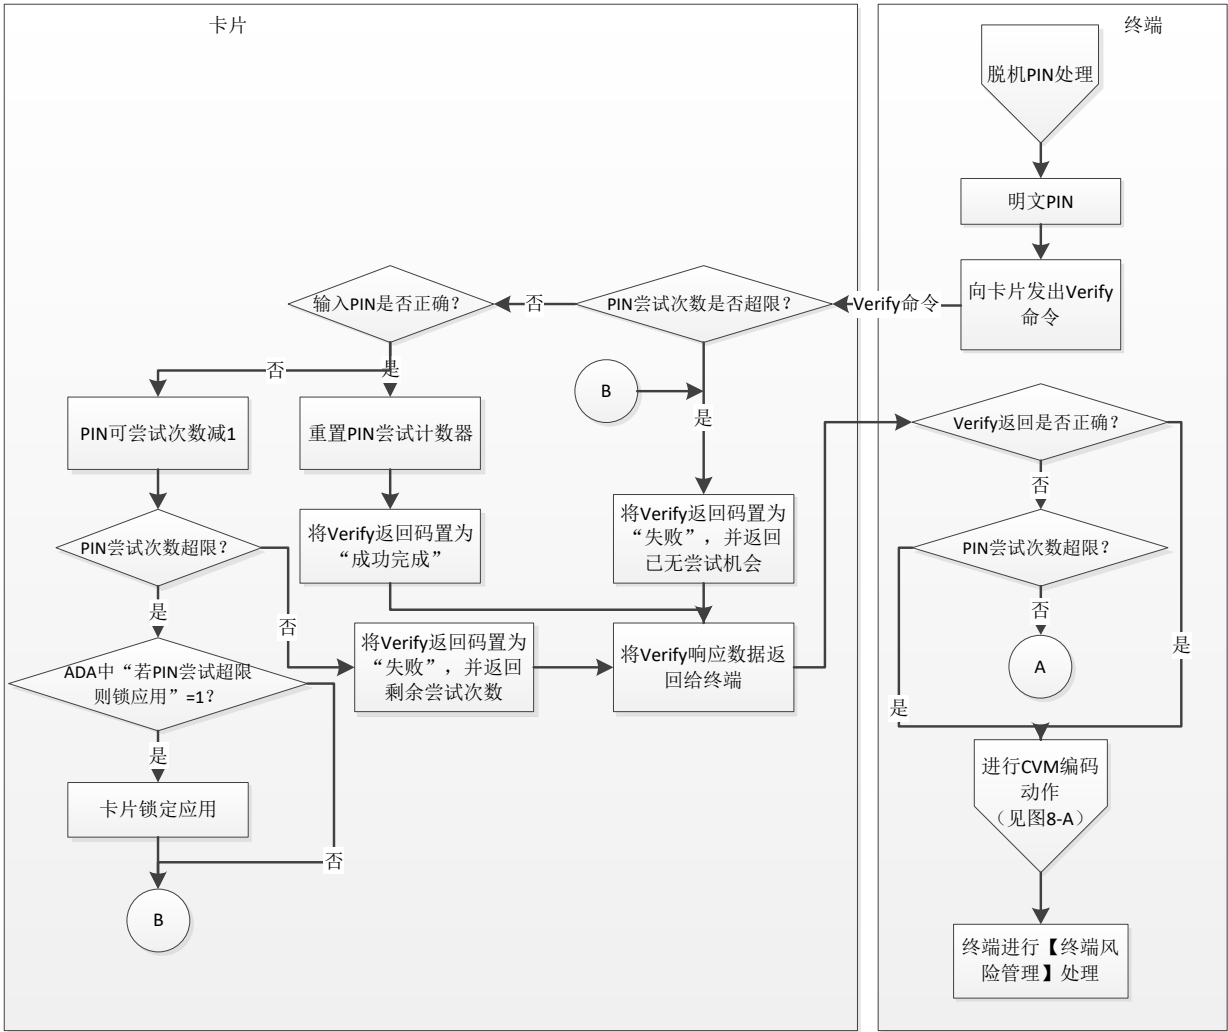 卡片
终端
脱机PIN处理
明文PIN
向卡片发出Verify
命令
Verify命令
PIN尝试次数是否超限？
否
输入PIN是否正确？
否
是
B
是
PIN可尝试次数减1
重置PIN尝试计数器
Verify返回是否正确？
将Verify返回码置为
“失败”，并返回
已无尝试机会
将Verify返回码置为
“成功完成”
PIN尝试次数超限？
否
PIN尝试次数超限？
是
否
否
A
是
将Verify返回码置为
“失败”，并返回
剩余尝试次数
将Verify响应数据返
回给终端
ADA中“若PIN尝试超限
则锁应用”=1？
是
是
卡片锁定应用
否
B
进行CVM编码
动作
（见图8-A）
终端进行【终端风
险管理】处理